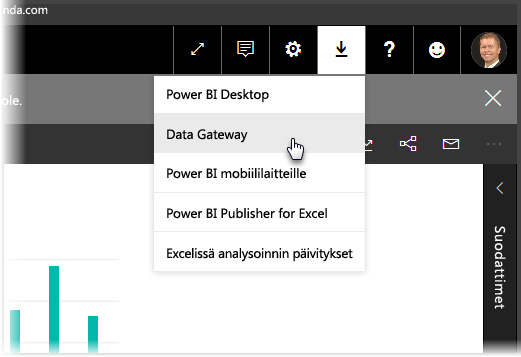 nda.com
?
ole.
Power BI Desktop
Data Gateway
Power BI mobiililaitteille
Power BI Publisher for Excel
Excelissä analysoinnin päivitykset
Suodattimet